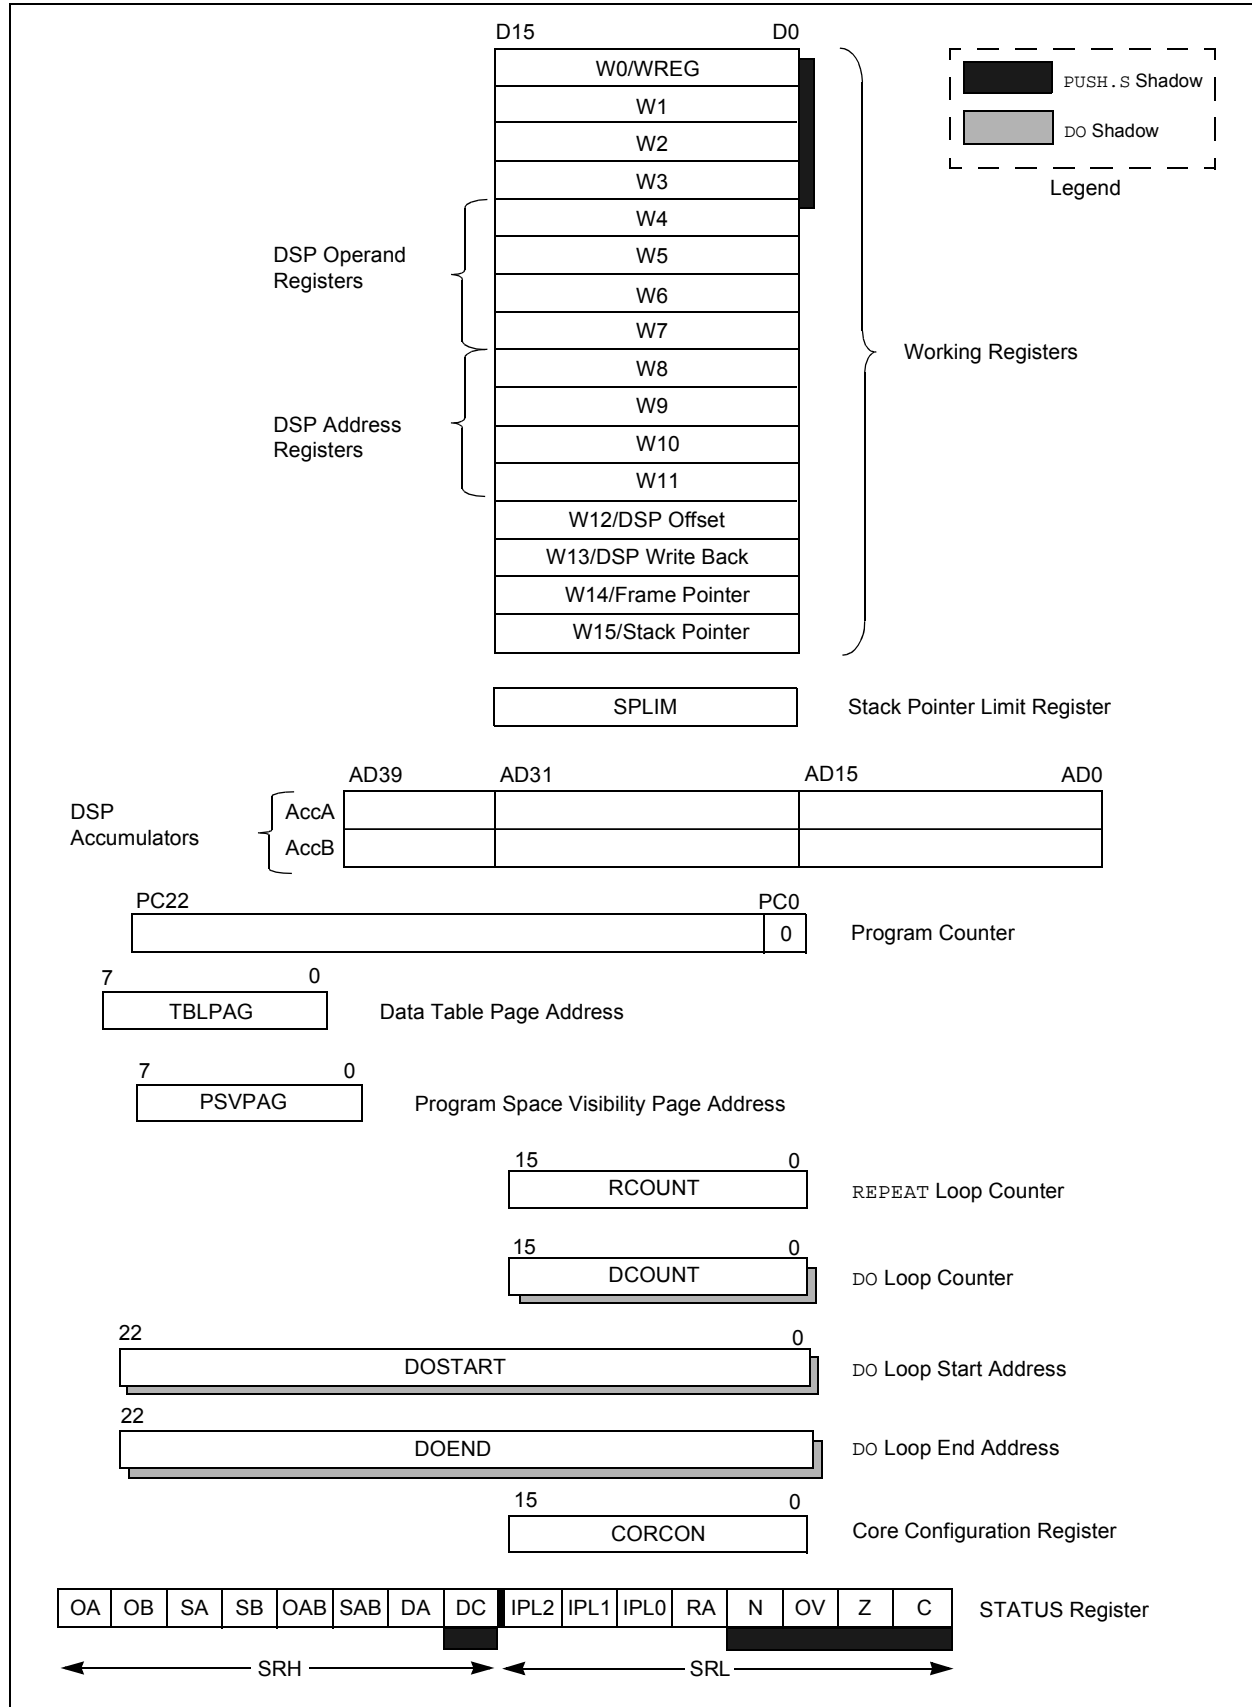 D15 D0
W0/WREG
W1
W2
W3
W4
W5
W6
W7
W8
W9
W10
W11
W12/DSP Offset
W13/DSP Write Back
W14/Frame Pointer
W15/Stack Pointer
PUSH.S Shadow
DO Shadow
Legend
DSP Operand
Registers
DSP Address
Registers
Working Registers
SPLIM Stack Pointer Limit Register
AD39 AD31 AD15 AD0
DSP
Accumulators
AccA
AccB
PC22 PC0
0 Program Counter
7 0
TBLPAG Data Table Page Address
7 0
PSVPAG Program Space Visibility Page Address
15 0
RCOUNT REPEAT Loop Counter
15 0
DCOUNT DO Loop Counter
22 0
DOSTART DO Loop Start Address
22
DOEND DO Loop End Address
15 0
CORCON Core Configuration Register
OA OB SA SB OAB SAB DA DC IPL2 IPL1 IPL0 RA N OV Z C STATUS Register
SRH SRL